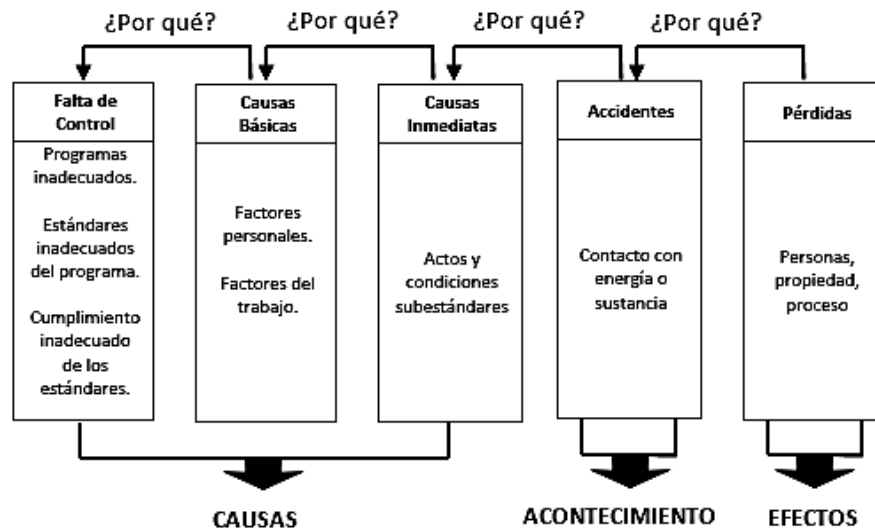 ¿Por qué?
¿Por qué?
¿Por qué?
¿Por qué?
Falta de
Control
Programas
inadecuados.
Estándares
inadecuados
del programa.
Cumplimiento
inadecuado
de los
estándares.
Causas
Básicas
Factores
personales.
Factores del
trabajo.
Causas
Inmediatas
Actos y
condiciones
subestándares
Accidentes
Contacto con
energía o
sustancia
Pérdidas
Personas,
propiedad,
proceso
CAUSAS
ACONTECIMIENTO
EFECTOS